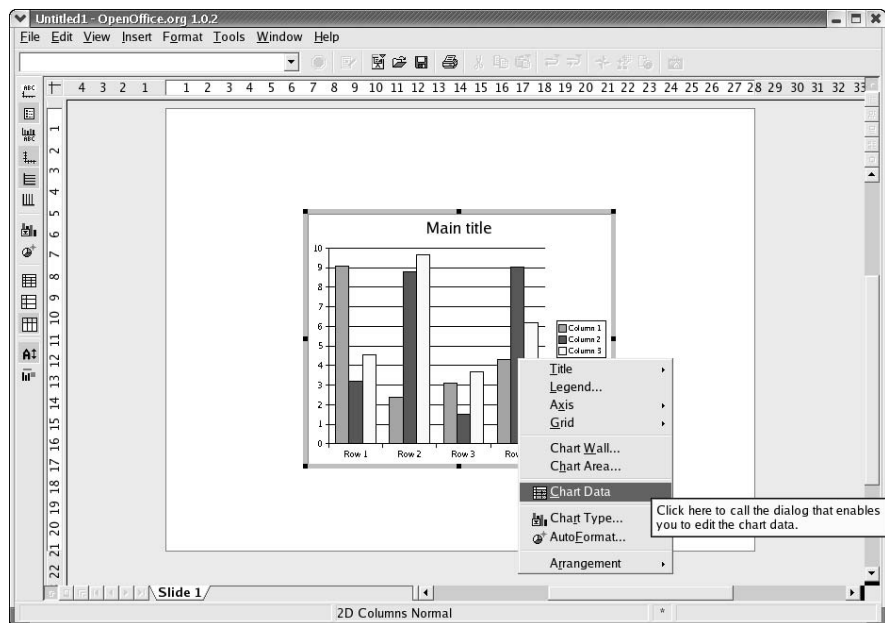 Untitled1 - OpenOffice.org 1.0.2
File Edit View Insert Format Tools Window Help
4 3 2 1 1 2 3 4 5 6 7 8 9 10 11 12 13 14 15 16 17 18 19 20 21 22 23 24 25 26 27 28 29 30 31 32 33
1
2
3
4
5
6
7
8
9
10
11
12
13
14
15
16
17
18
19
20
21
22
Main title
10
9
8
7
6
5
4
3
2
1
0
Row 1 Row 2 Row 3 Ro
Column 1
Column 2
Column 3
Title
Legend...
Axis
Grid
Chart Wall...
Chart Area...
Chart Data
Click here to call the dialog that enables
you to edit the chart data.
Chart Type...
AutoFormat...
Arrangement
Slide 1
2D Columns Normal
*